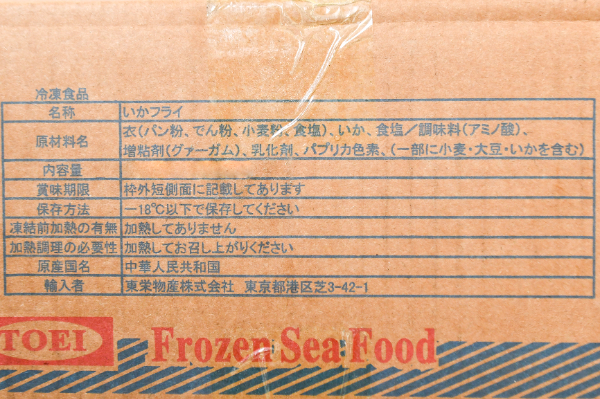 冷凍食品
名称 いかフライ
原材料名 衣(パン粉、でん粉、小麦粉、食塩)、いか、食塩／調味料(アミノ酸)、
増粘剤(グァーガム)、乳化剤、パプリカ色素、(一部に小麦・大豆・いかを含む)
内容量
賞味期限 枠外短側面に記載してあります
保存方法 －18℃以下で保存してください
凍結前加熱の有無 加熱してありません
加熱調理の必要性 加熱してお召し上がりください
原産国名 中華人民共和国
輸入者 東栄物産株式会社 東京都港区芝3-42-1
TOEI Frozen Sea Food